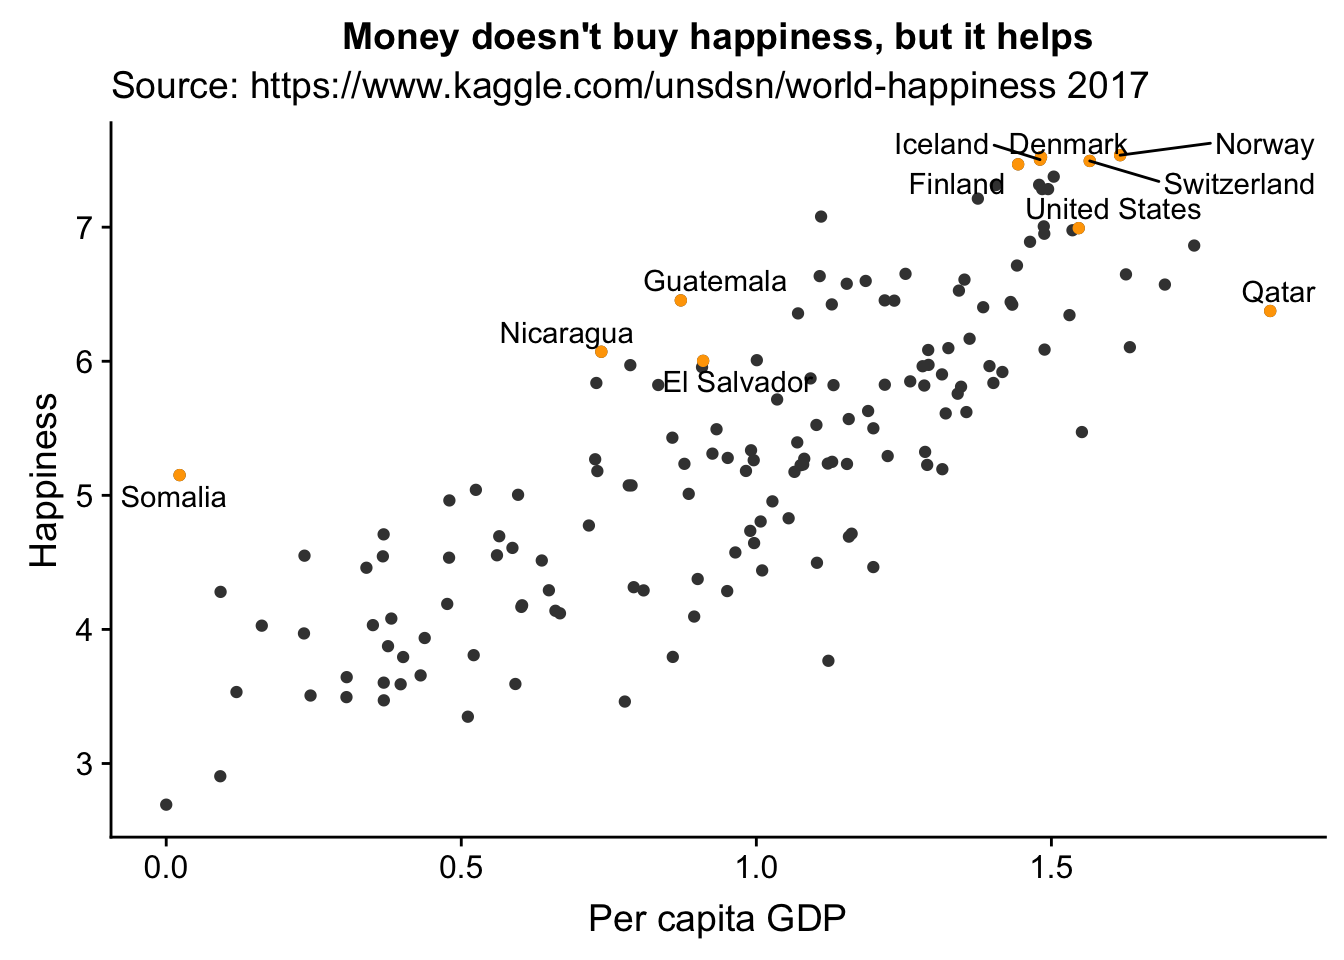 Money doesn't buy happiness, but it helps
Source: https://www.kaggle.com/unsdsn/world-happiness 2017
Iceland
Denmark
Norway
Finland
Switzerland
United States
Guatemala
Qatar
Nicaragua
El Salvador
Somalia
Happiness
7
6
5
4
3
0.0
0.5
1.0
1.5
Per capita GDP